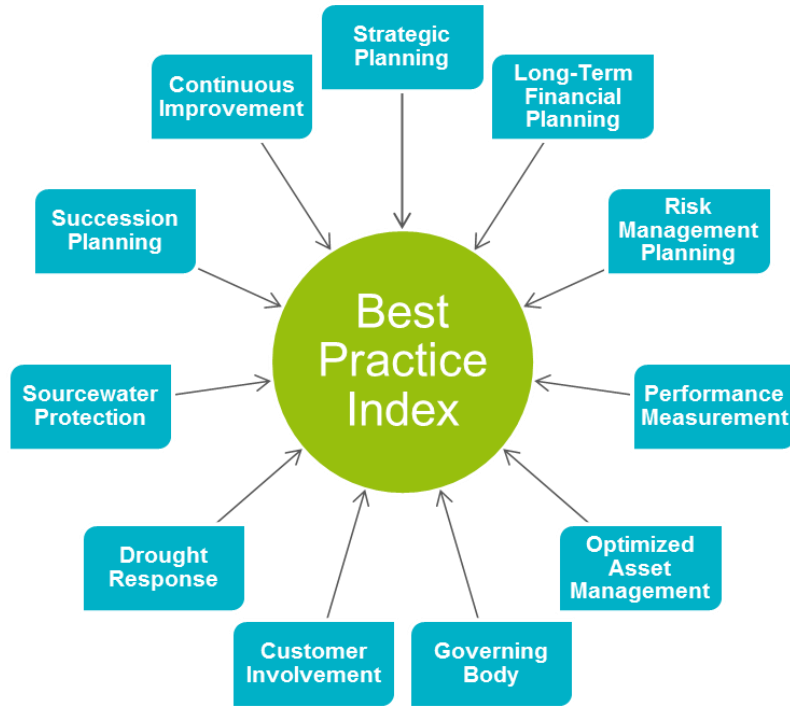 Strategic
Planning
Long-Term
Financial
Planning
Risk
Management
Planning
Performance
Measurement
Optimized
Asset
Management
Governing
Body
Customer
Involvement
Drought
Response
Sourcewater
Protection
Succession
Planning
Continuous
Improvement
Best
Practice
Index